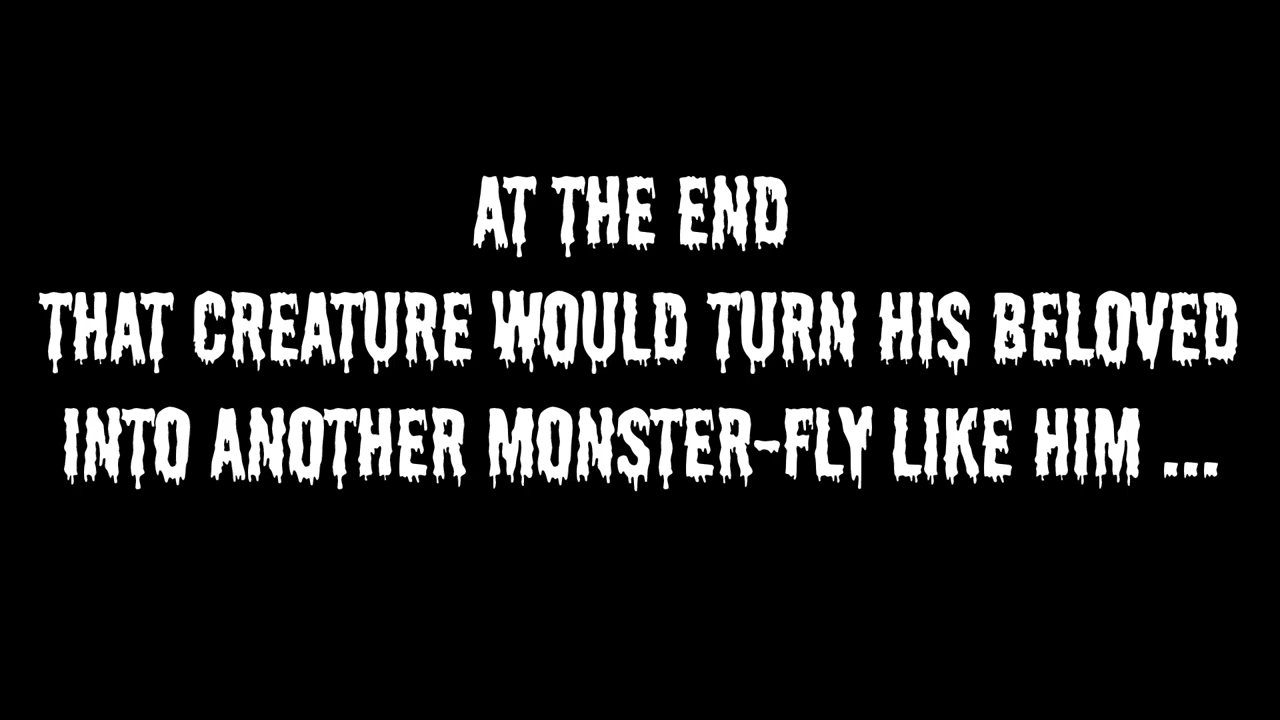 AT THE END
THAT CREATURE WOULD TURN HIS BELOVED
INTO ANOTHER MONSTER-FLY LIKE HIM ...